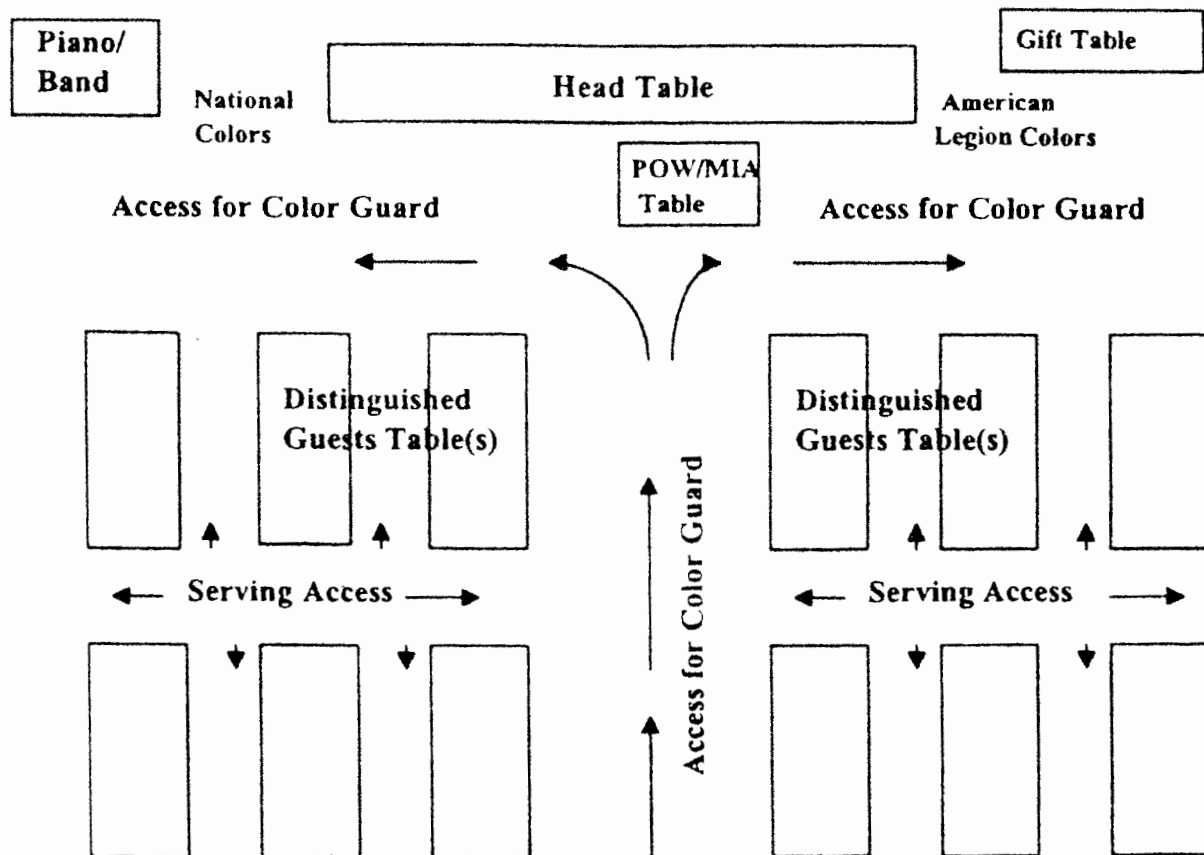 Piano/
Band
National
Colors
Head Table
Gift Table
American
Legion Colors
POW/MIA
Table
Access for Color Guard
Access for Color Guard
Distinguished
Guests Table(s)
Distinguished
Guests Table(s)
Access for Color Guard
Serving Access
Serving Access